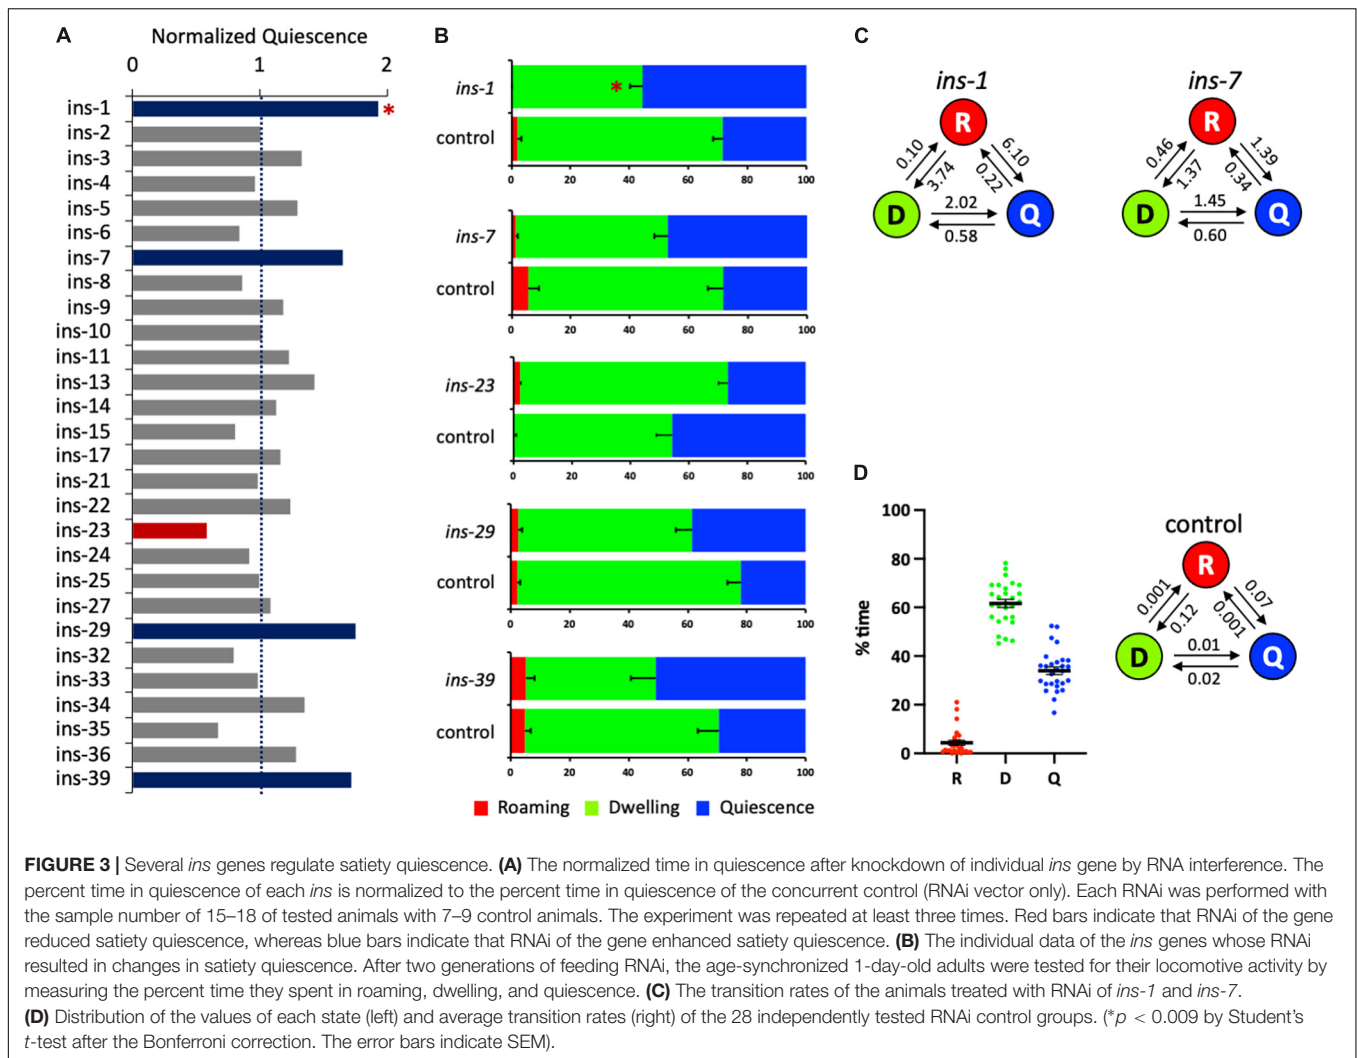 A
Normalized Quiescence
0 1 2
ins-1 *
ins-2
ins-3
ins-4
ins-5
ins-6
ins-7
ins-8
ins-9
ins-10
ins-11
ins-13
ins-14
ins-15
ins-17
ins-21
ins-22
ins-23
ins-24
ins-25
ins-27
ins-29
ins-32
ins-33
ins-34
ins-35
ins-36
ins-39
B
ins-1 *
control
0 20 40 60 80 100
ins-7
control
0 20 40 60 80 100
ins-23
control
0 20 40 60 80 100
ins-29
control
0 20 40 60 80 100
ins-39
control
0 20 40 60 80 100
Roaming Dwelling Quiescence
C
ins-1
R
0.10 3.74 6.10 0.22
D 2.02 Q
0.58
ins-7
R
0.46 1.37 1.39 0.34
D 1.45 Q
0.60
D
% time
100
80
60
40
20
0
R D Q
control
R
0.001 0.12 0.07 0.001
D 0.01 Q
0.02
FIGURE 3 | Several ins genes regulate satiety quiescence. (A) The normalized time in quiescence after knockdown of individual ins gene by RNA interference. The
percent time in quiescence of each ins is normalized to the percent time in quiescence of the concurrent control (RNAi vector only). Each RNAi was performed with
the sample number of 15–18 of tested animals with 7–9 control animals. The experiment was repeated at least three times. Red bars indicate that RNAi of the gene
reduced satiety quiescence, whereas blue bars indicate that RNAi of the gene enhanced satiety quiescence. (B) The individual data of the ins genes whose RNAi
resulted in changes in satiety quiescence. After two generations of feeding RNAi, the age-synchronized 1-day-old adults were tested for their locomotive activity by
measuring the percent time they spent in roaming, dwelling, and quiescence. (C) The transition rates of the animals treated with RNAi of ins-1 and ins-7.
(D) Distribution of the values of each state (left) and average transition rates (right) of the 28 independently tested RNAi control groups. (*p < 0.009 by Student's
t-test after the Bonferroni correction. The error bars indicate SEM).